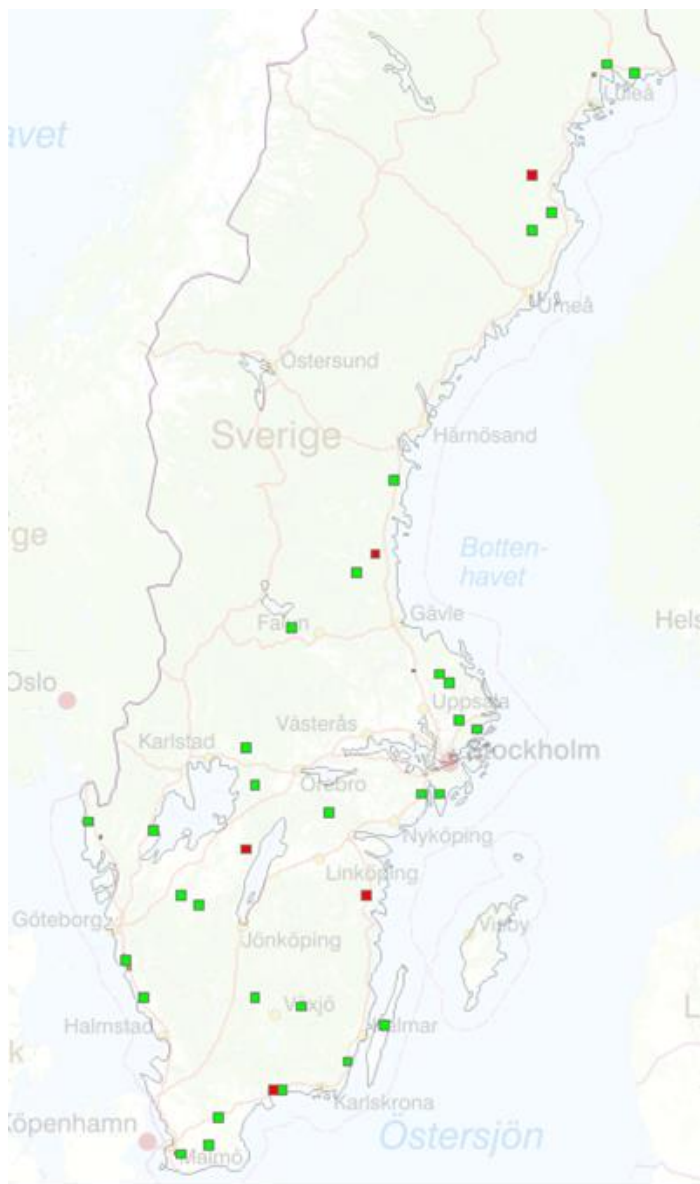 Luleå
avet
Umeå
Östersund
Sverige
Härnösand
rge
Botten-
havet
Gävle
Hels
Oslo
Uppsala
Västerås
Karlstad
Stockholm
Örebro
Nyköping
Linköping
Göteborg
Visby
Jönköping
Växjö
Halmstad
Kalmar
L
k
Karlskrona
Köpenhamn
Östersjön
Malmö